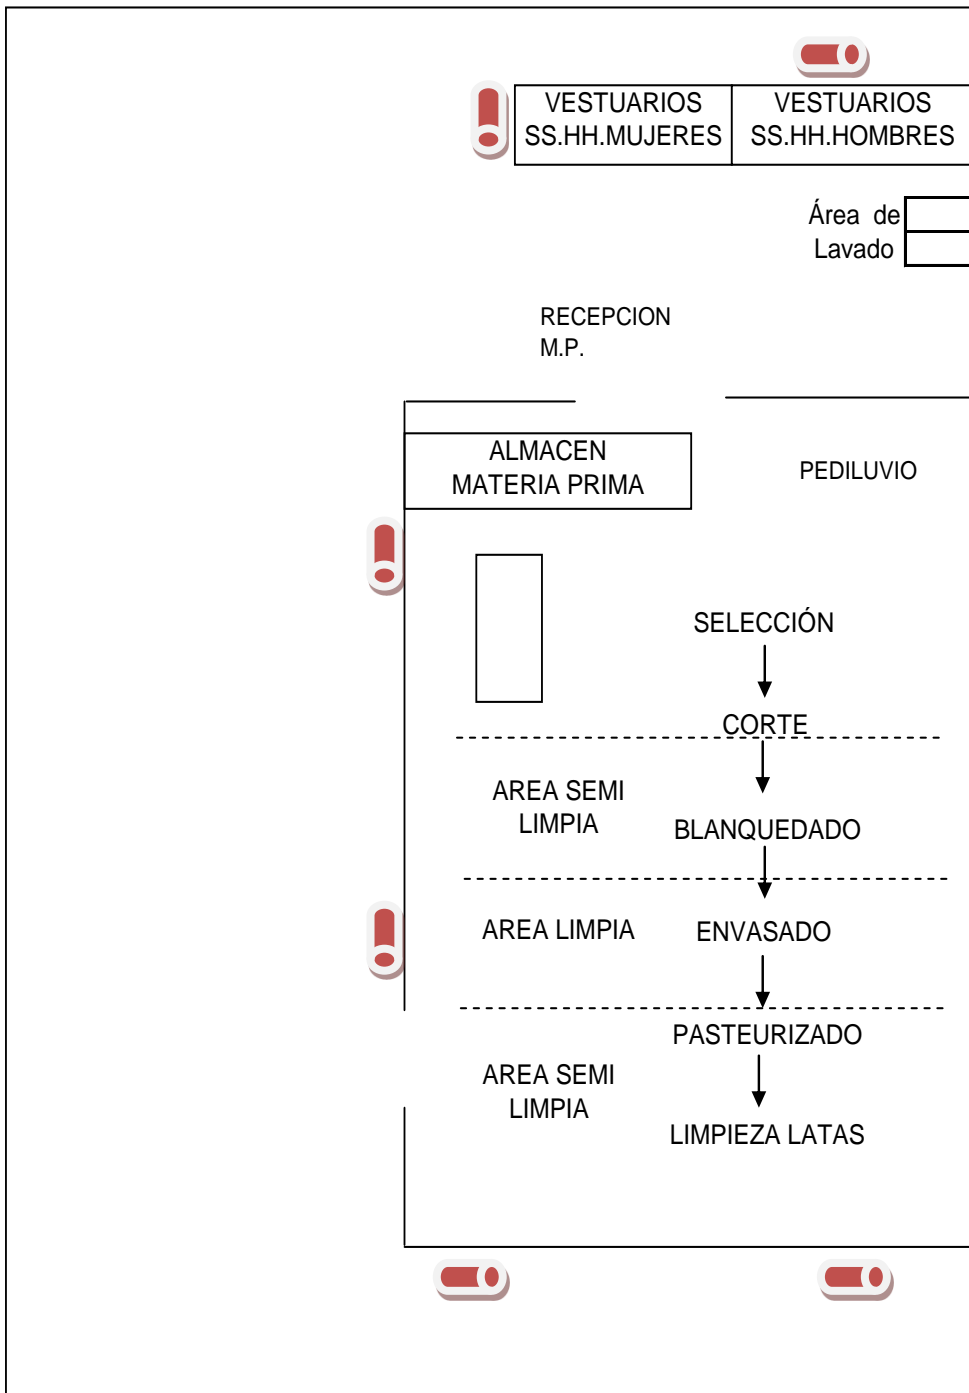 VESTUARIOS
SS.HH.MUJERES
VESTUARIOS
SS.HH.HOMBRES
Área de
Lavado
RECEPCION
M.P.
ALMACEN
MATERIA PRIMA
PEDILUVIO
SELECCIÓN
CORTE
AREA SEMI
LIMPIA
BLANQUEDADO
AREA LIMPIA
ENVASADO
PASTEURIZADO
AREA SEMI
LIMPIA
LIMPIEZA LATAS